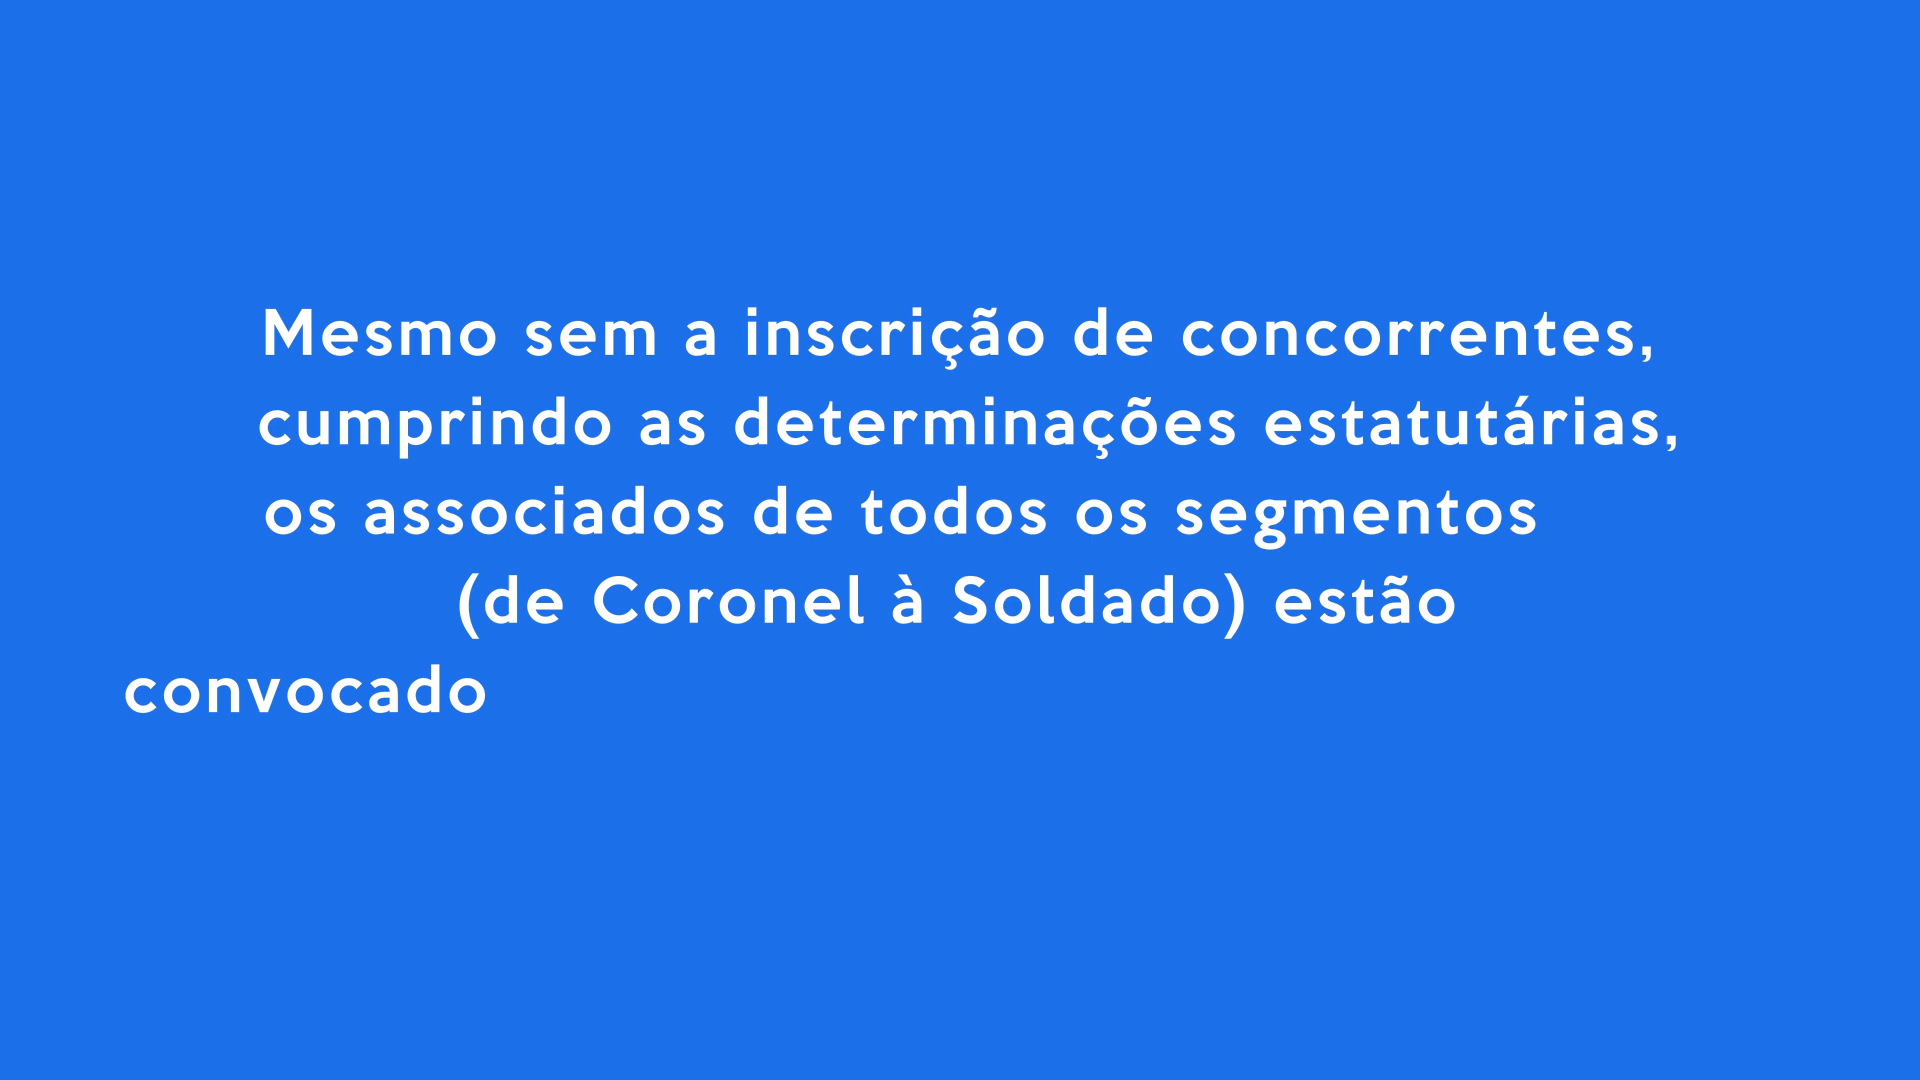 Mesmo sem a inscrição de concorrentes,
cumprindo as determinações estatutárias,
os associados de todos os segmentos
(de Coronel à Soldado) estão
convocado